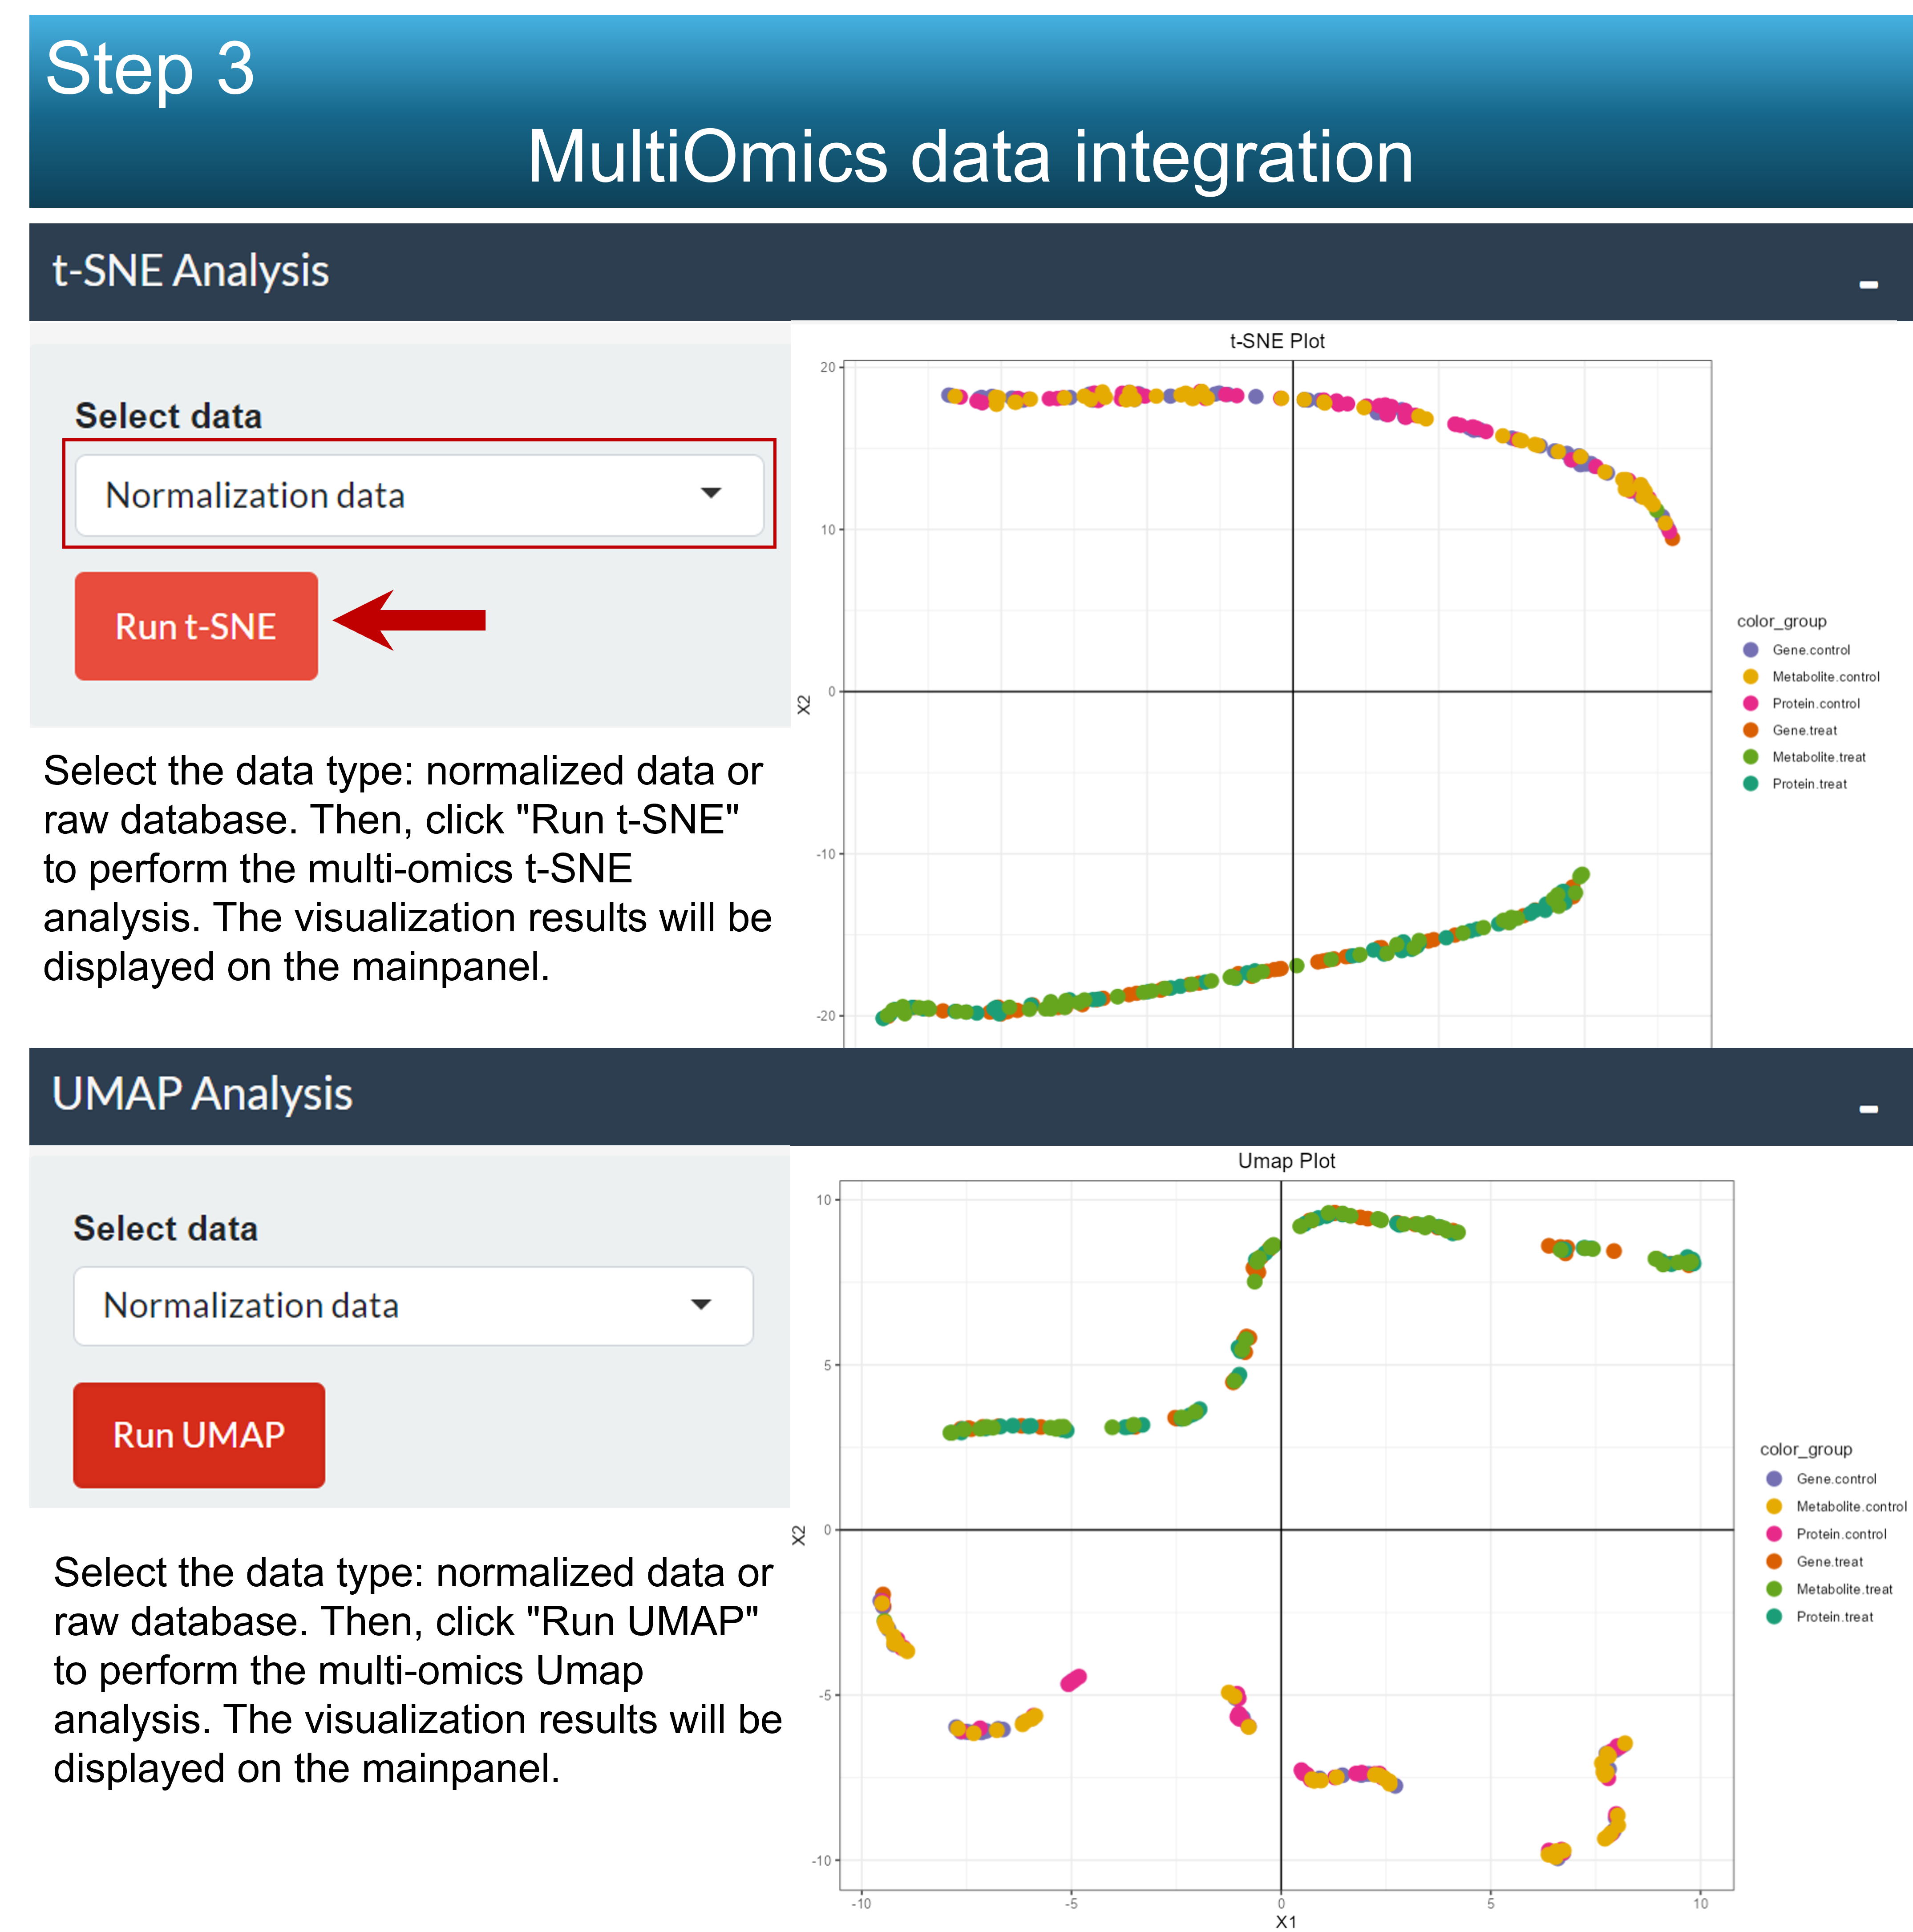 Step 3
MultiOmics data integration
t-SNE Analysis
Select data
Normalization data
Run t-SNE
Select the data type: normalized data or
raw database. Then, click "Run t-SNE"
to perform the multi-omics t-SNE
analysis. The visualization results will be
displayed on the mainpanel.
t-SNE Plot
20
10
0
-10
-20
X2
color_group
Gene.control
Metabolite.control
Protein.control
Gene.treat
Metabolite.treat
Protein.treat
UMAP Analysis
Select data
Normalization data
Run UMAP
Select the data type: normalized data or
raw database. Then, click "Run UMAP"
to perform the multi-omics Umap
analysis. The visualization results will be
displayed on the mainpanel.
Umap Plot
10
5
0
-5
-10
X2
-10 -5 0 5 10
X1
color_group
Gene.control
Metabolite.control
Protein.control
Gene.treat
Metabolite.treat
Protein.treat